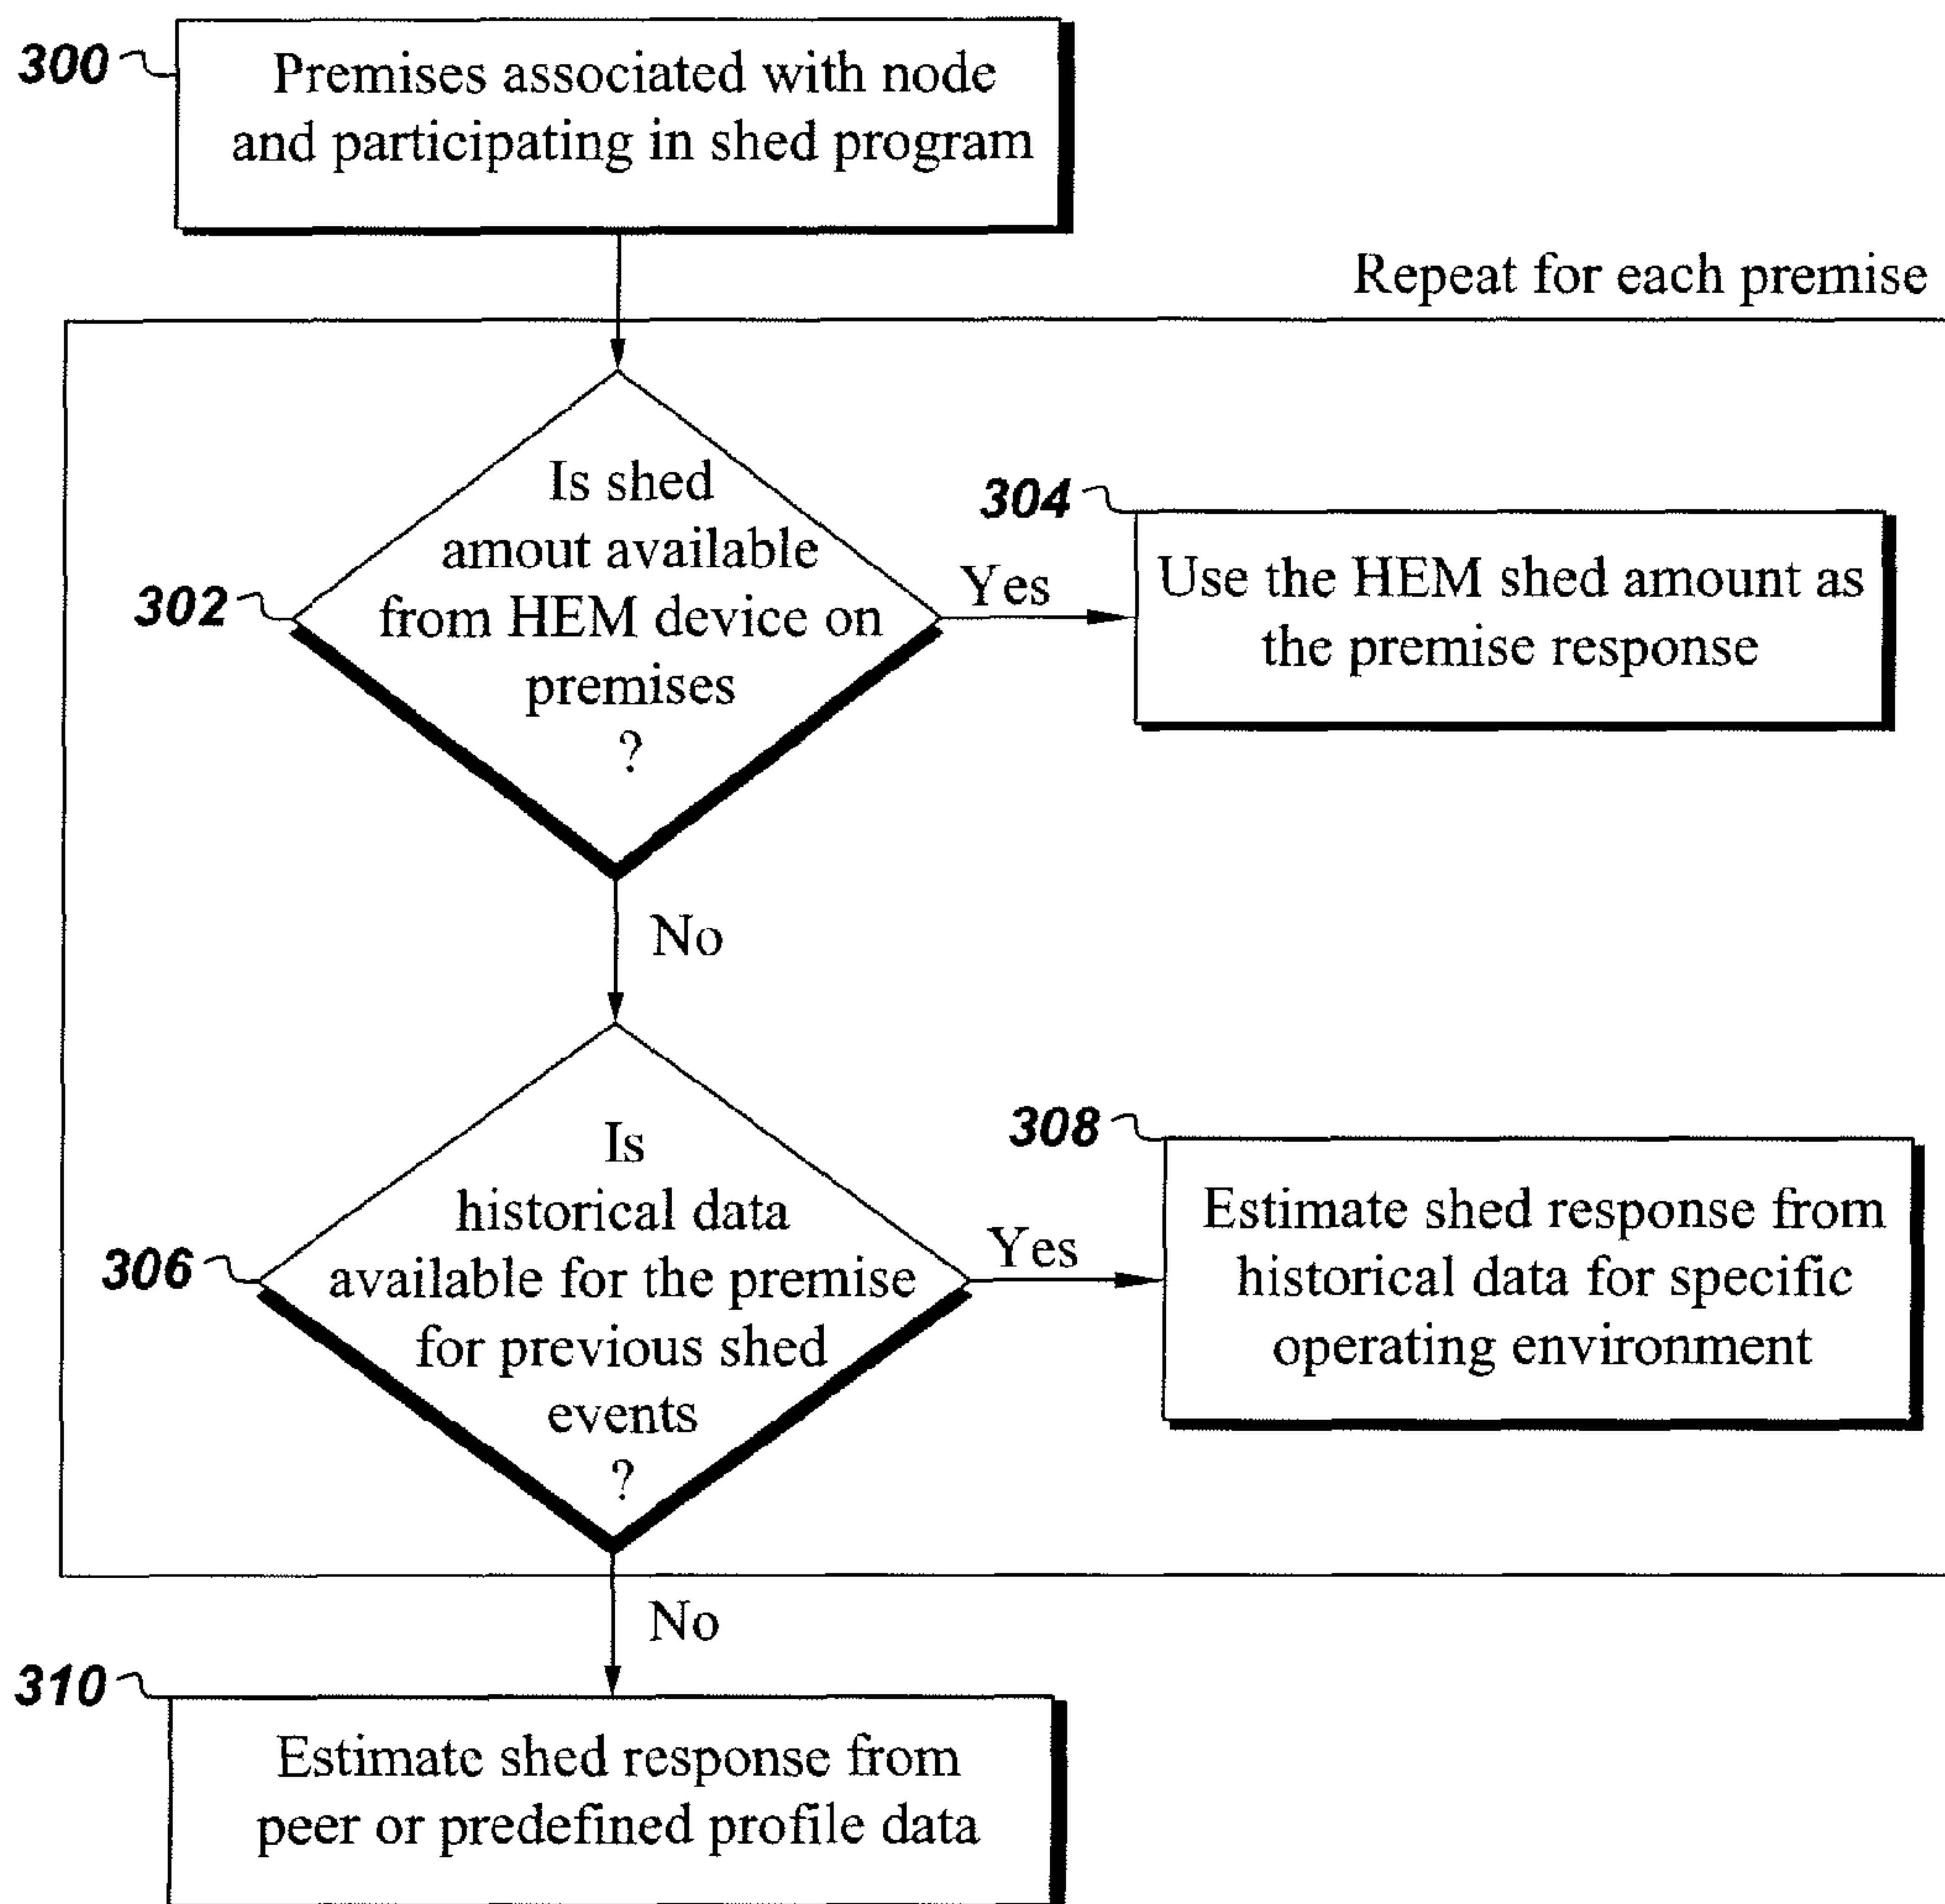 300
Premises associated with node
and participating in shed program
Repeat for each premise
302
Is shed
amout available
from HEM device on
premises
?
Yes
304
Use the HEM shed amount as
the premise response
No
306
Is
historical data
available for the premise
for previous shed
events
?
Yes
308
Estimate shed response from
historical data for specific
operating environment
No
310
Estimate shed response from
peer or predefined profile data